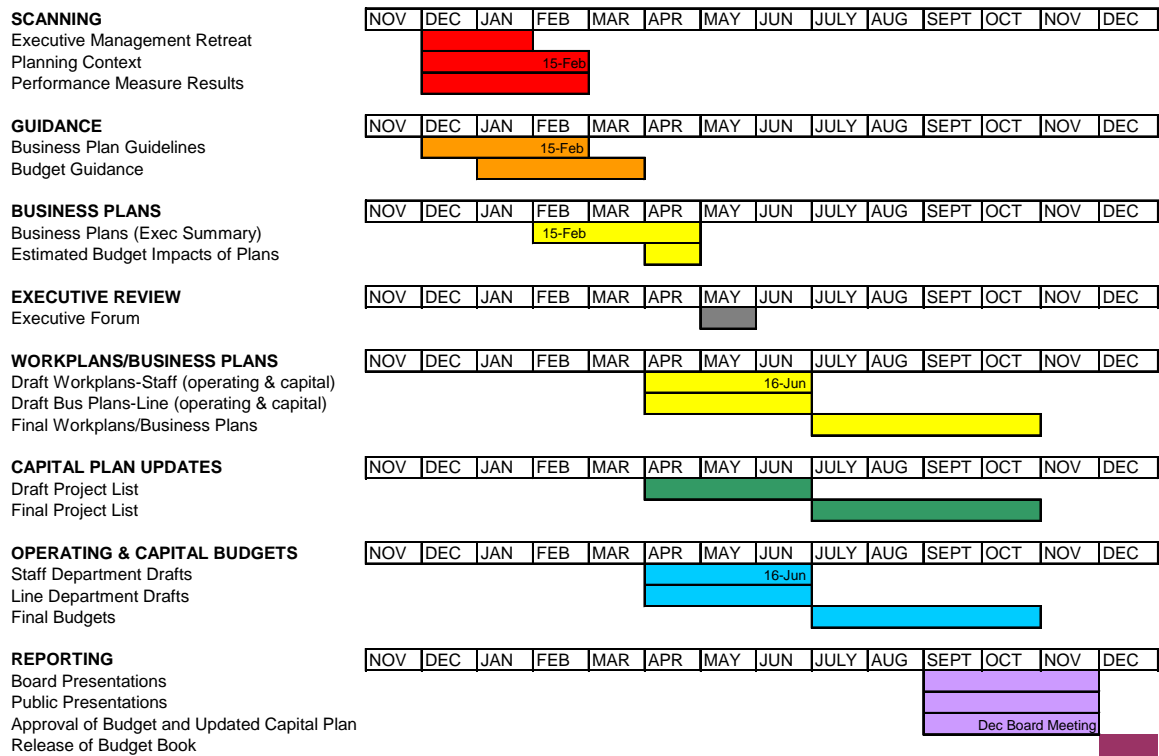 SCANNING NOV DEC JAN FEB MAR APR MAY JUN JULY AUG SEPT OCT NOV DEC
Executive Management Retreat
Planning Context 15-Feb
Performance Measure Results
GUIDANCE NOV DEC JAN FEB MAR APR MAY JUN JULY AUG SEPT OCT NOV DEC
Business Plan Guidelines 15-Feb
Budget Guidance
BUSINESS PLANS NOV DEC JAN FEB MAR APR MAY JUN JULY AUG SEPT OCT NOV DEC
Business Plans (Exec Summary) 15-Feb
Estimated Budget Impacts of Plans
EXECUTIVE REVIEW NOV DEC JAN FEB MAR APR MAY JUN JULY AUG SEPT OCT NOV DEC
Executive Forum
WORKPLANS/BUSINESS PLANS NOV DEC JAN FEB MAR APR MAY JUN JULY AUG SEPT OCT NOV DEC
Draft Workplans-Staff (operating & capital) 16-Jun
Draft Bus Plans-Line (operating & capital)
Final Workplans/Business Plans
CAPITAL PLAN UPDATES NOV DEC JAN FEB MAR APR MAY JUN JULY AUG SEPT OCT NOV DEC
Draft Project List
Final Project List
OPERATING & CAPITAL BUDGETS NOV DEC JAN FEB MAR APR MAY JUN JULY AUG SEPT OCT NOV DEC
Staff Department Drafts 16-Jun
Line Department Drafts
Final Budgets
REPORTING NOV DEC JAN FEB MAR APR MAY JUN JULY AUG SEPT OCT NOV DEC
Board Presentations
Public Presentations
Approval of Budget and Updated Capital Plan Dec Board Meeting
Release of Budget Book